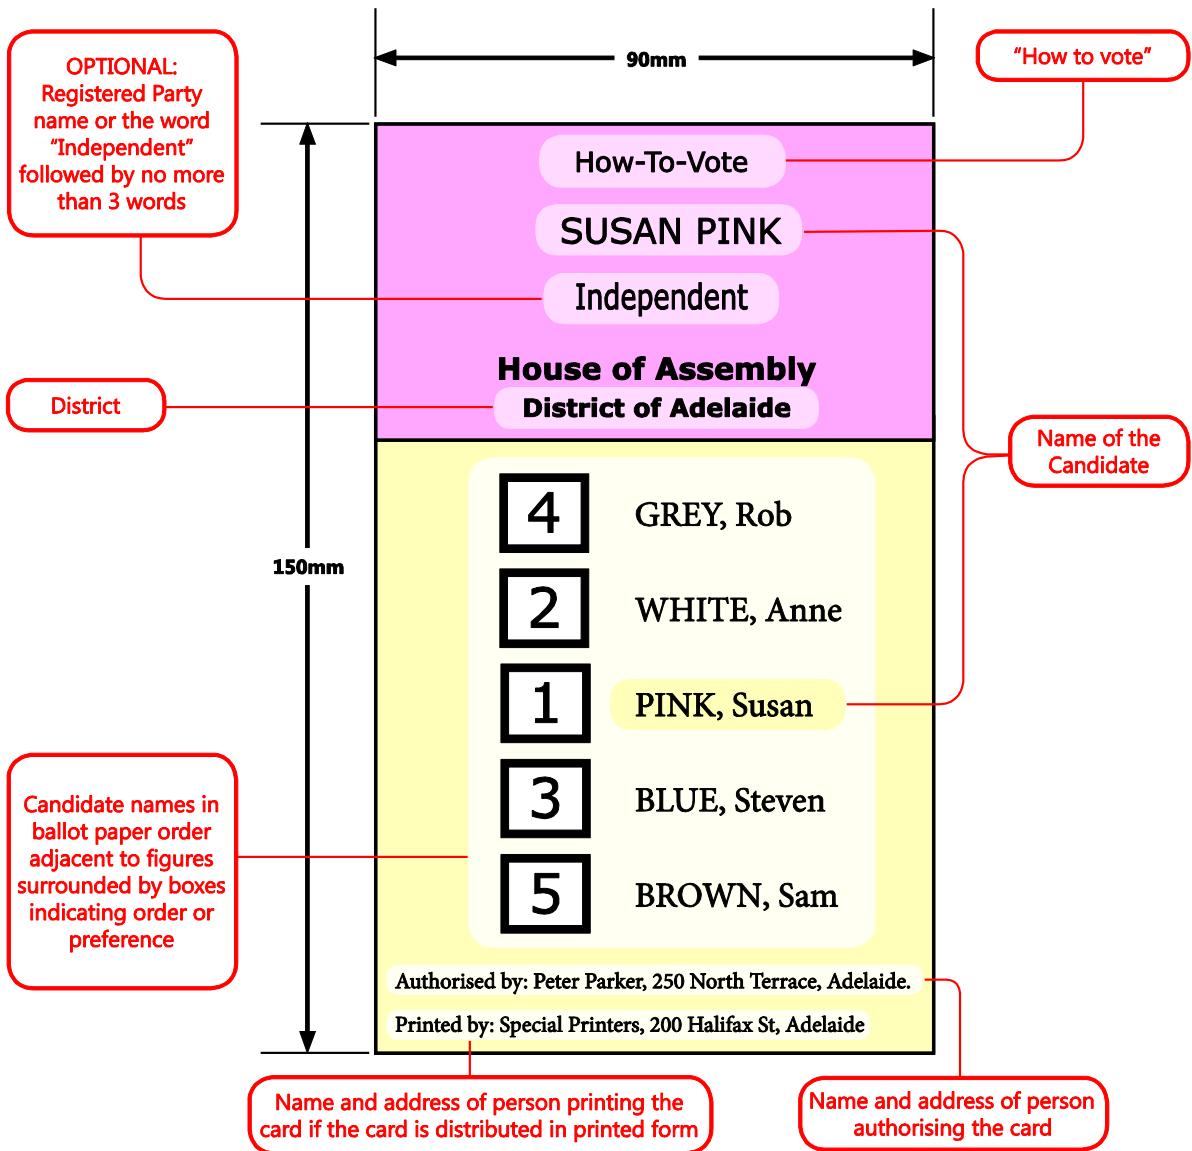 90mm
"How to vote"
OPTIONAL:
Registered Party
name or the word
"Independent"
followed by no more
than 3 words
How-To-Vote
SUSAN PINK
Independent
House of Assembly
District of Adelaide
District
Name of the
Candidate
150mm
4 GREY, Rob
2 WHITE, Anne
1 PINK, Susan
3 BLUE, Steven
5 BROWN, Sam
Candidate names in
ballot paper order
adjacent to figures
surrounded by boxes
indicating order or
preference
Authorised by: Peter Parker, 250 North Terrace, Adelaide.
Printed by: Special Printers, 200 Halifax St, Adelaide
Name and address of person printing the
card if the card is distributed in printed form
Name and address of person
authorising the card